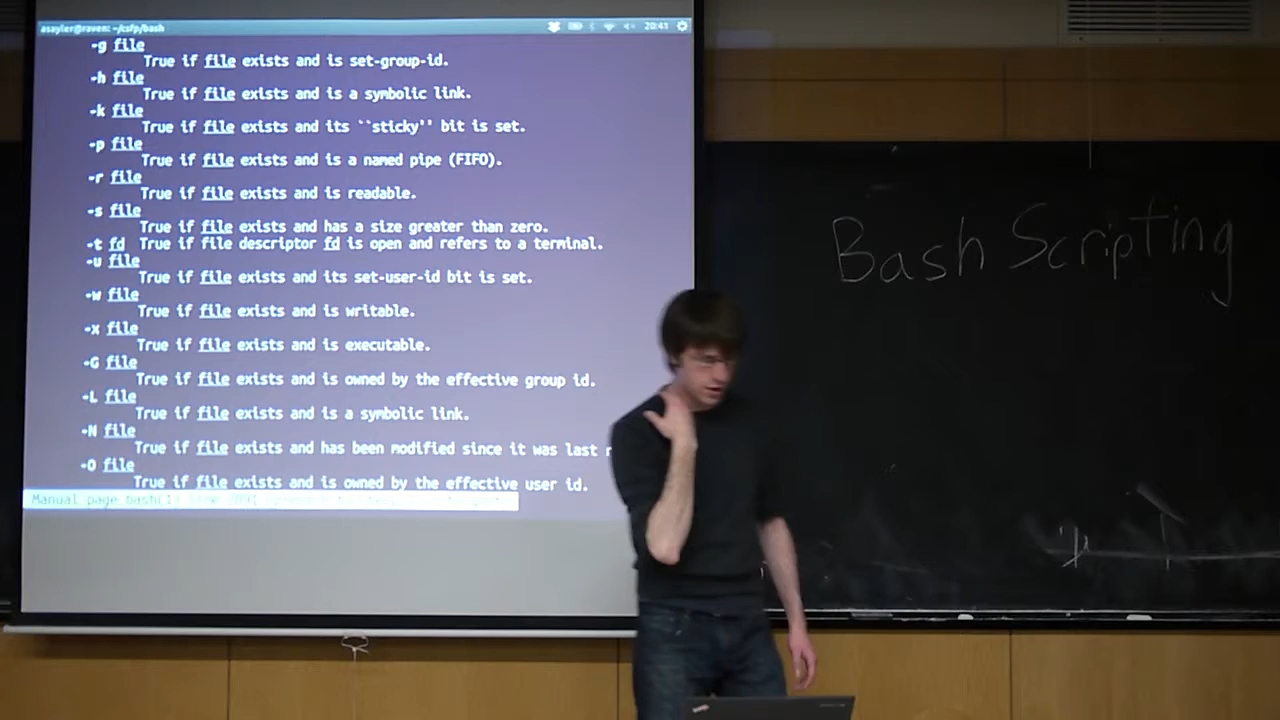 asayler@raven: ~/csfp/bash
20:41
-g file
True if file exists and is set-group-id.
-h file
True if file exists and is a symbolic link.
-k file
True if file exists and its ``sticky'' bit is set.
-p file
True if file exists and is a named pipe (FIFO).
-r file
True if file exists and is readable.
-s file
True if file exists and has a size greater than zero.
-t fd True if file descriptor fd is open and refers to a terminal.
-u file
True if file exists and its set-user-id bit is set.
-w file
True if file exists and is writable.
-x file
True if file exists and is executable.
-G file
True if file exists and is owned by the effective group id.
-L file
True if file exists and is a symbolic link.
-N file
True if file exists and has been modified since it was last
-O file
True if file exists and is owned by the effective user id.
Manual page bash(1)
Bash Scripting